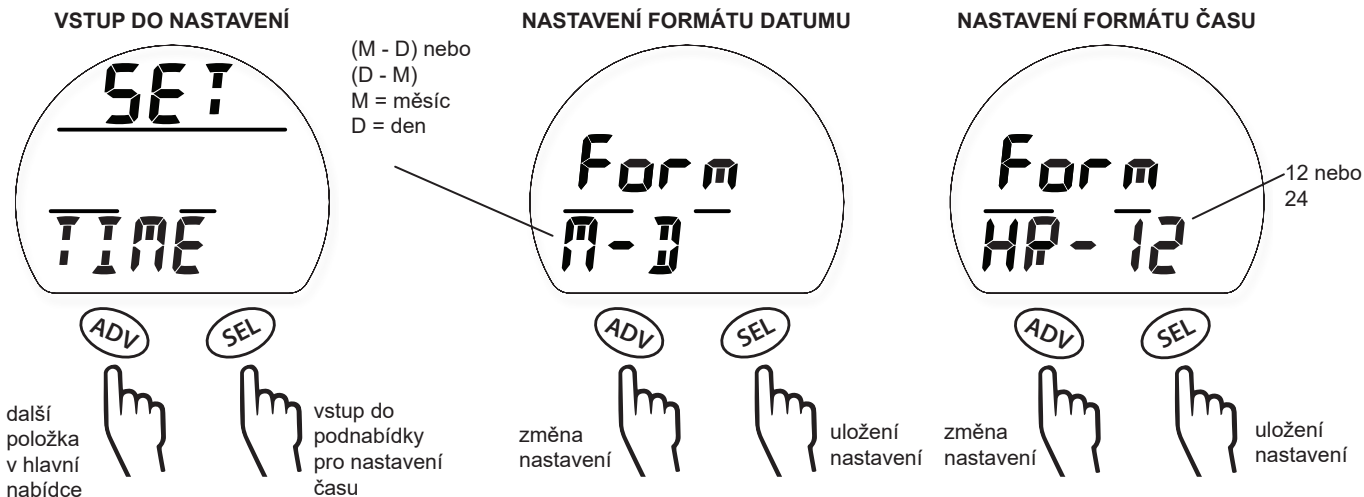 VSTUP DO NASTAVENÍ
SET
TIME
ADV
SEL
další
položka
v hlavní
nabídce
vstup do
podnabídky
pro nastavení
času
(M - D) nebo
(D - M)
M = měsíc
D = den
NASTAVENÍ FORMÁTU DATUMU
Form
M-D
ADV
SEL
změna
nastavení
uložení
nastavení
NASTAVENÍ FORMÁTU ČASU
Form
HR-12
12 nebo
24
ADV
SEL
změna
nastavení
uložení
nastavení